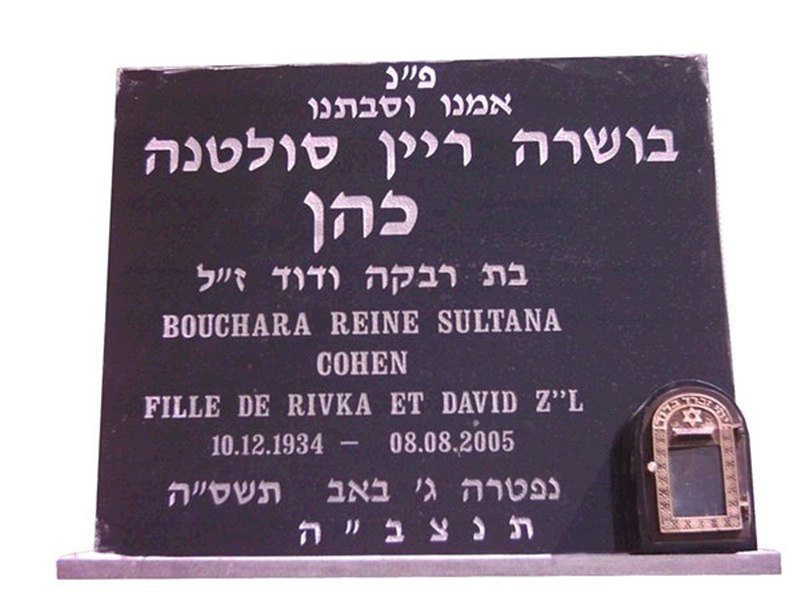 פ״נ
אמנו וסבתנו
בושרה ריין סולטנה
כהן
בת רבקה ודוד ז״ל
BOUCHARA REINE SULTANA
COHEN
FILLE DE RIVKA ET DAVID Z"L
10.12.1934 – 08.08.2005
נפטרה ג׳ באב תשס״ה
תנצב״ה